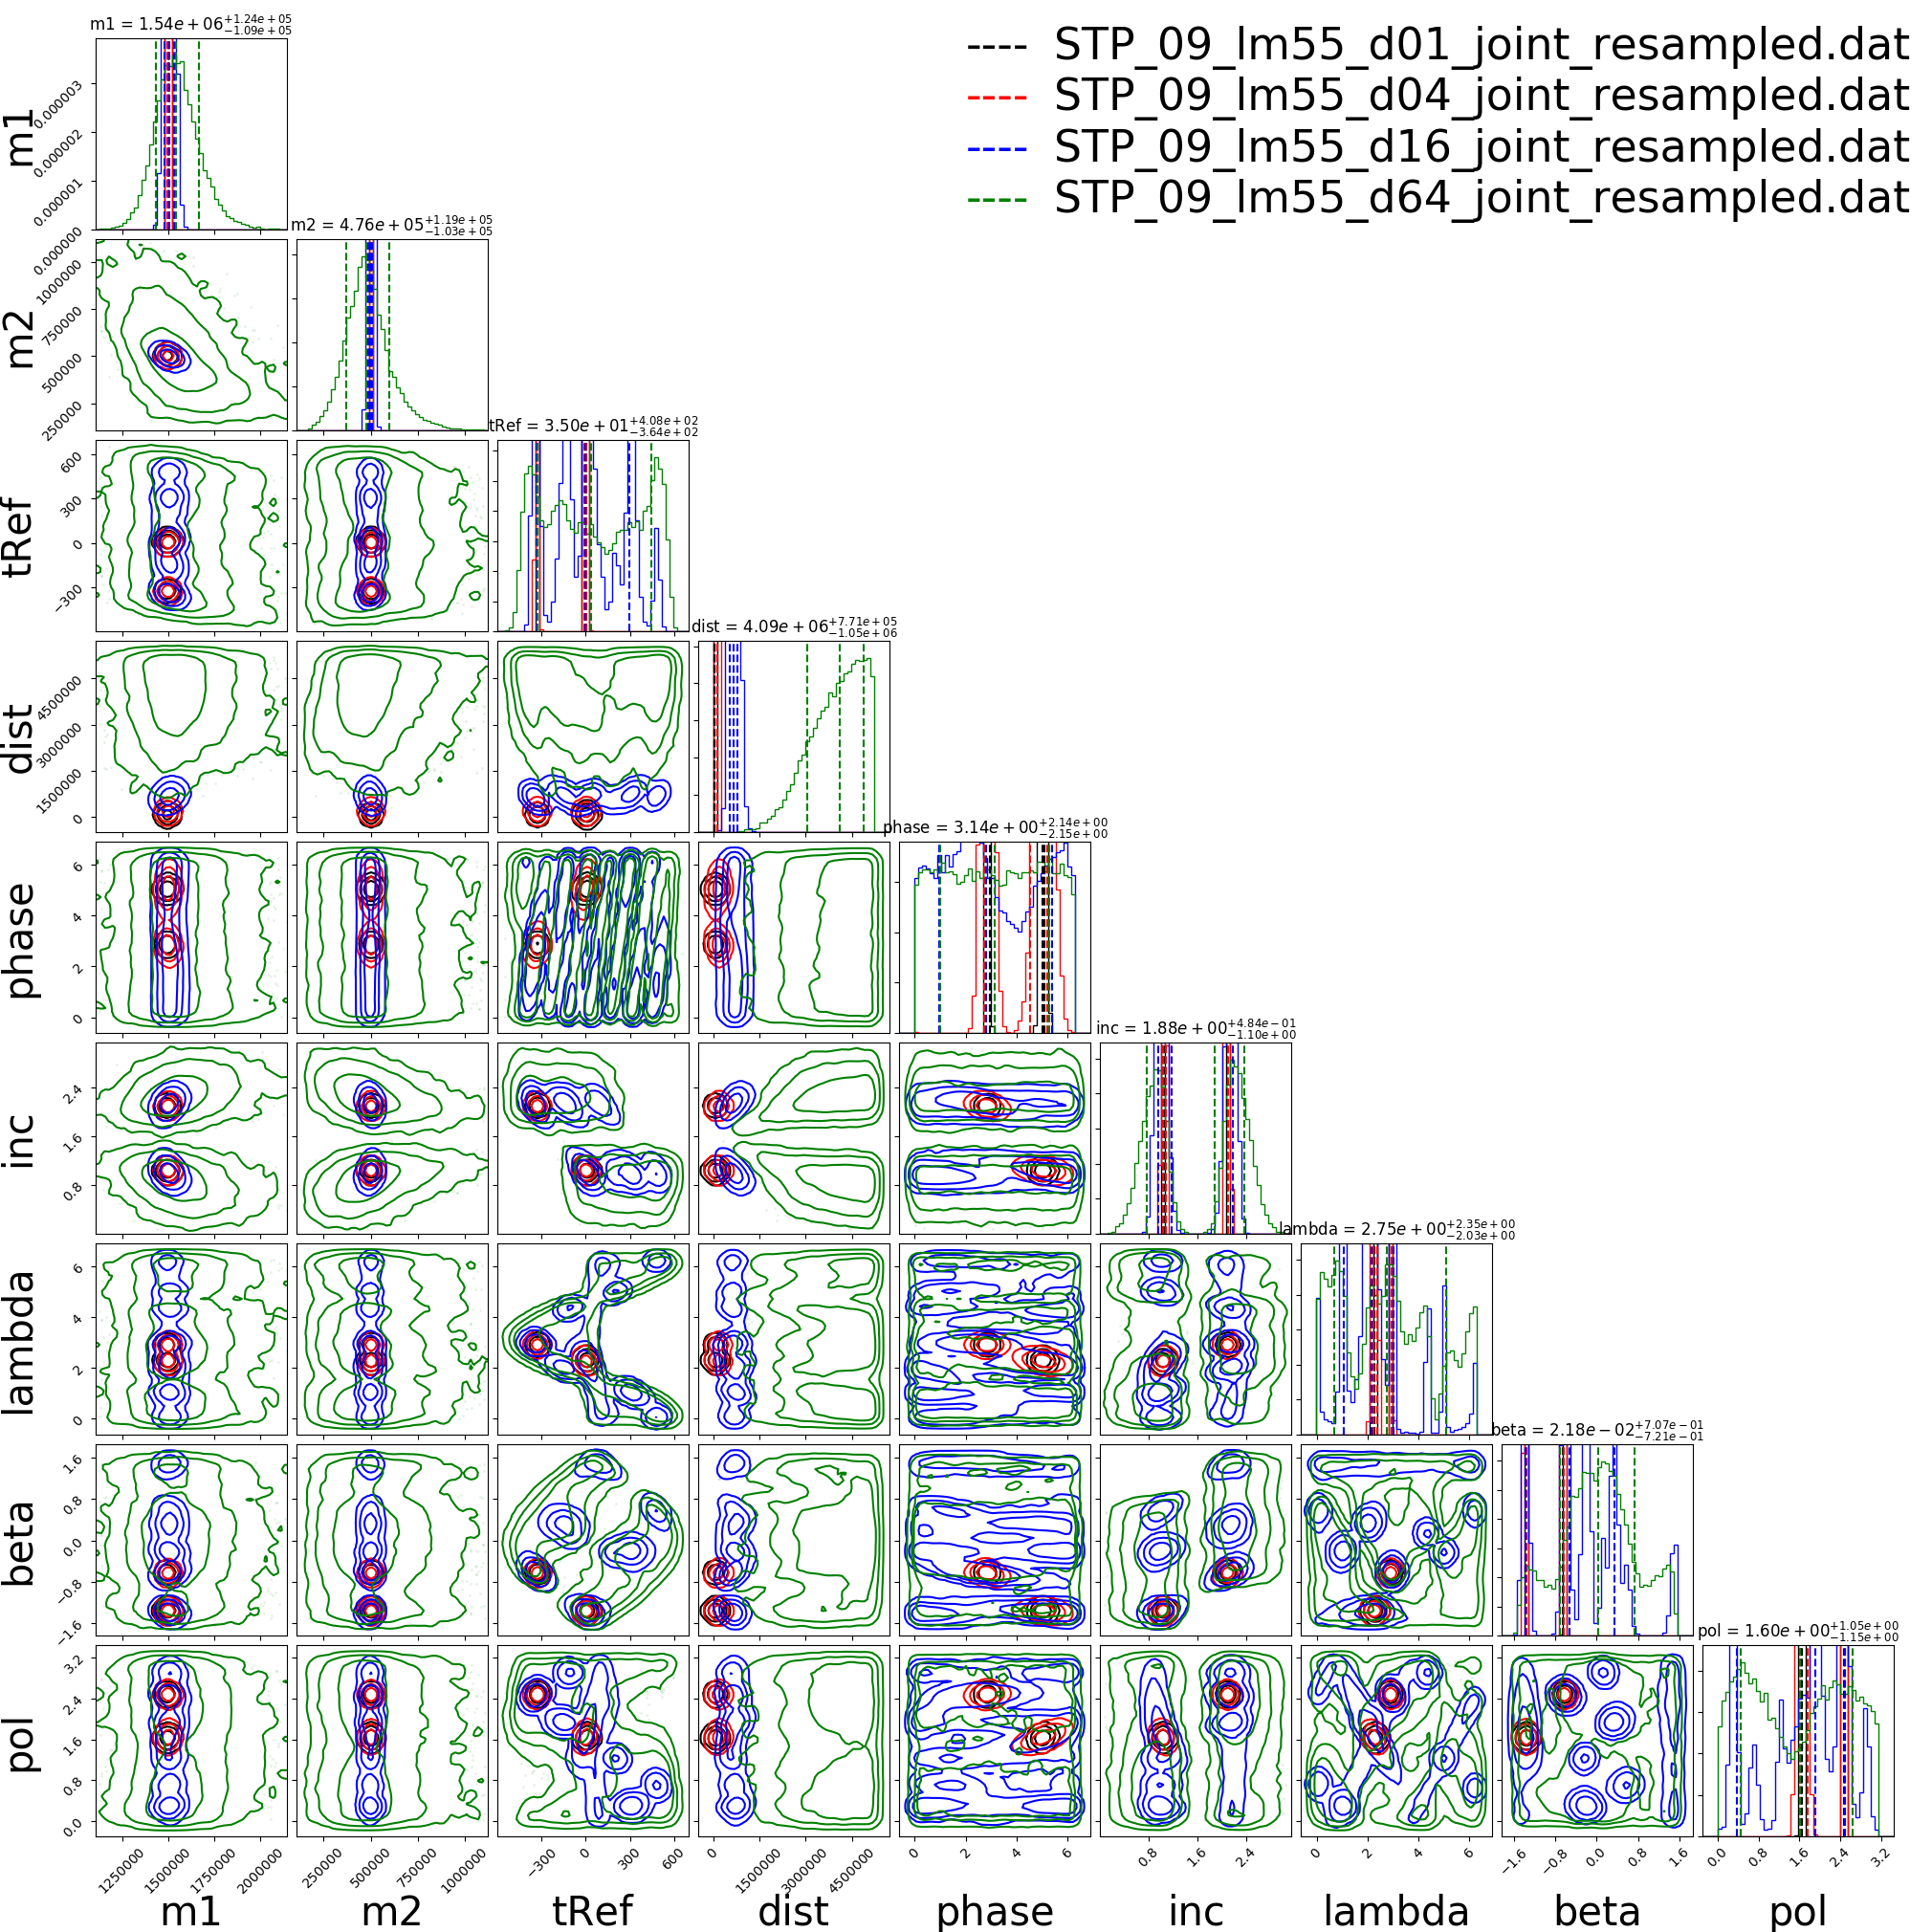 m1 = 1.54e + 06 +1.24e + 05 −1.09e + 05
STP_09_lm55_d01_joint_resampled.dat
STP_09_lm55_d04_joint_resampled.dat
STP_09_lm55_d16_joint_resampled.dat
STP_09_lm55_d64_joint_resampled.dat
m1
0.000003
0.000002
0.000001
0.000000
m2 = 4.76e + 05 +1.19e + 05 −1.03e + 05
m2
1000000
750000
500000
250000
tRef = 3.50e + 01 +4.08e + 02 −3.64e + 02
tRef
600
300
0
−300
dist = 4.09e + 06 +7.71e + 05 −1.05e + 06
dist
4500000
3000000
1500000
0
phase = 3.14e + 00 +2.14e + 00 −2.15e + 00
phase
6
4
2
0
inc = 1.88e + 00 +4.84e − 01 −1.10e + 00
inc
2.4
1.6
0.8
lambda = 2.75e + 00 +2.35e + 00 −2.03e + 00
lambda
6
4
2
0
beta = 2.18e − 02 +7.07e − 01 −7.21e − 01
beta
1.6
0.8
0.0
−0.8
−1.6
pol = 1.60e + 00 +1.05e + 00 −1.15e + 00
pol
3.2
2.4
1.6
0.8
0.0
1250000 1500000 1750000 2000000 250000 500000 750000 1000000 −300 0 300 600 0 1500000 3000000 4500000 0 2 4 6 0.8 1.6 2.4 0 2 4 6 −1.6 −0.8 0.0 0.8 1.6 0.0 0.8 1.6 2.4 3.2
m1 m2 tRef dist phase inc lambda beta pol